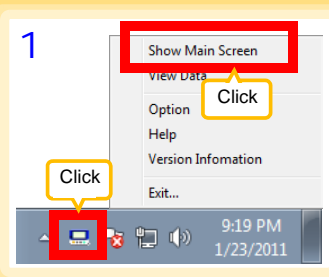 1
Show Main Screen
View Data
Click
Option
Help
Version Infomation
Click
Exit...
9:19 PM
1/23/2011